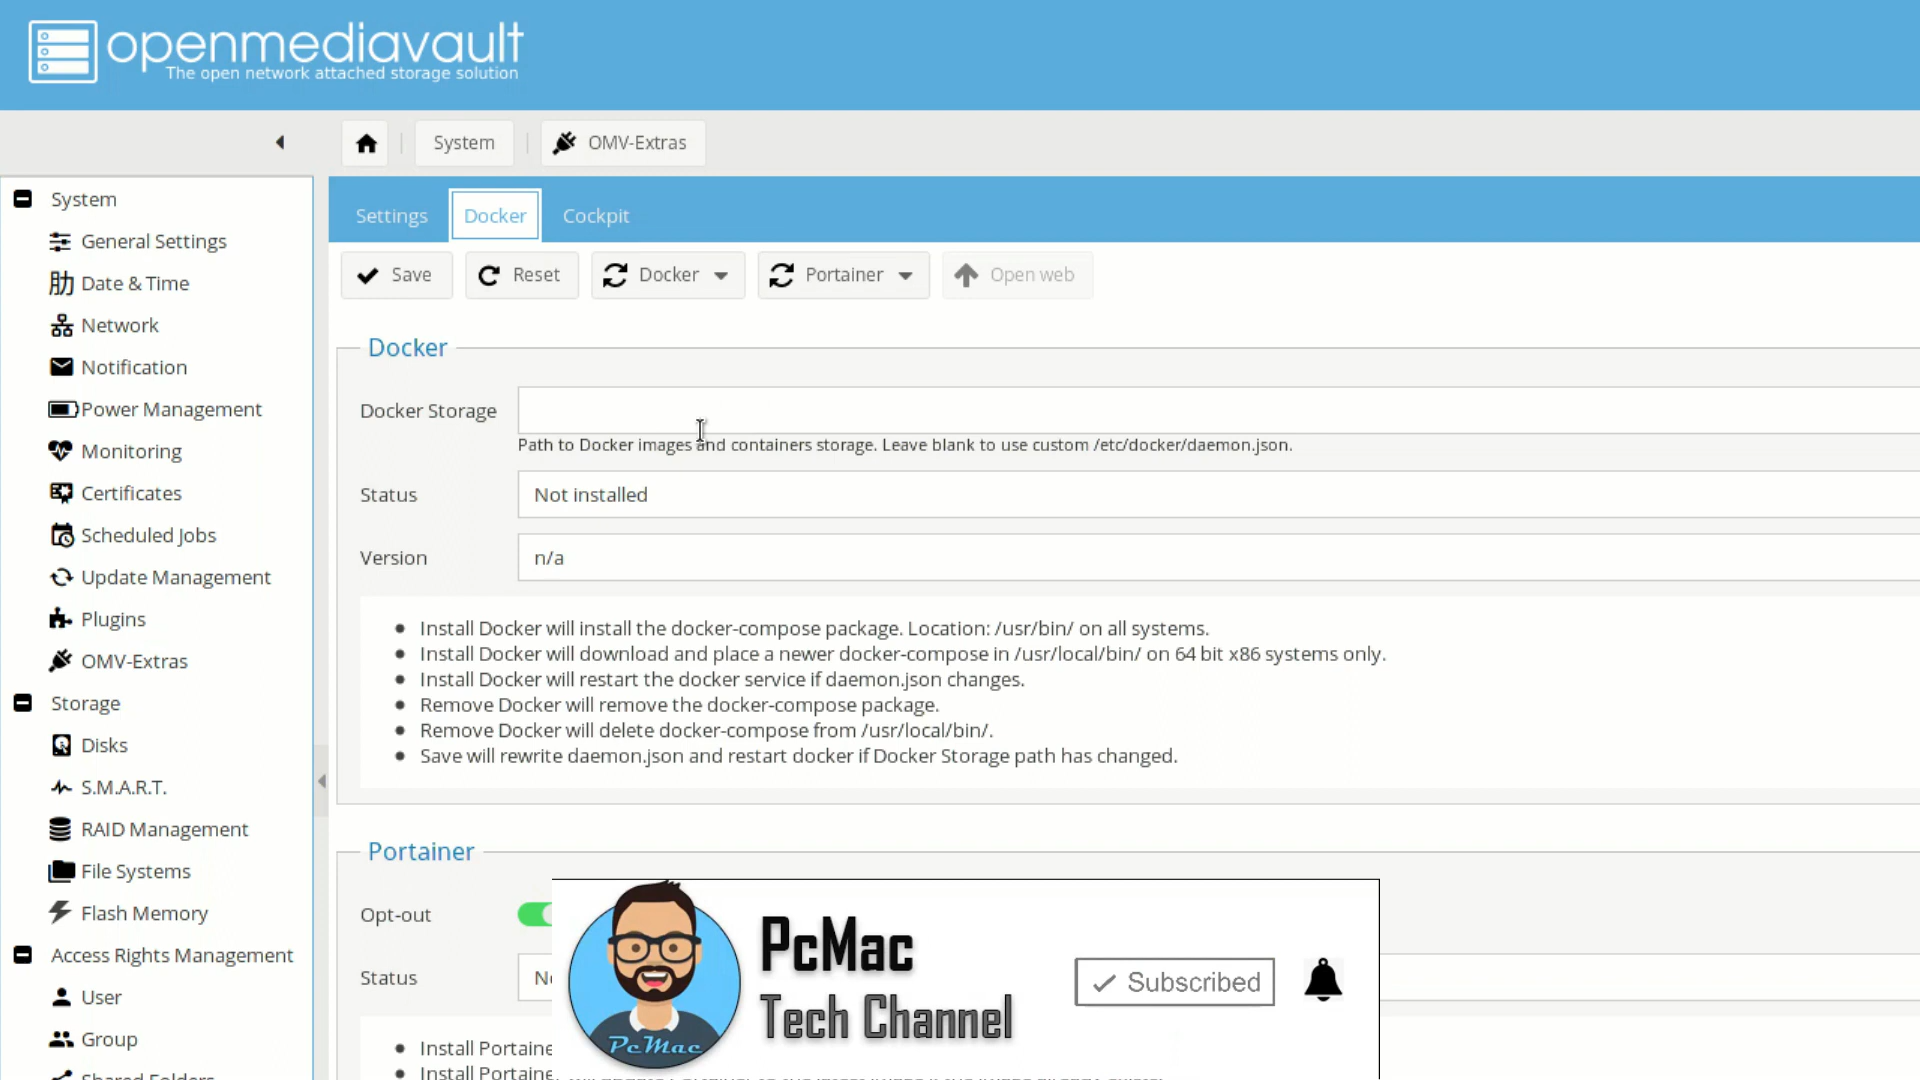 openmediavault
The open network attached storage solution
System
OMV-Extras
System
General Settings
Date & Time
Network
Notification
Power Management
Monitoring
Certificates
Scheduled Jobs
Update Management
Plugins
OMV-Extras
Storage
Disks
S.M.A.R.T.
RAID Management
File Systems
Flash Memory
Access Rights Management
User
Group
Shared Folders
Settings Docker Cockpit
Save Reset Docker Portainer Open web
Docker
Docker Storage
Path to Docker images and containers storage. Leave blank to use custom /etc/docker/daemon.json.
Status Not installed
Version n/a
Install Docker will install the docker-compose package. Location: /usr/bin/ on all systems.
Install Docker will download and place a newer docker-compose in /usr/local/bin/ on 64 bit x86 systems only.
Install Docker will restart the docker service if daemon.json changes.
Remove Docker will remove the docker-compose package.
Remove Docker will delete docker-compose from /usr/local/bin/.
Save will rewrite daemon.json and restart docker if Docker Storage path has changed.
Portainer
Opt-out
Status
Install Portaine
Install Portaine
PcMac
Tech Channel
PcMac
Subscribed